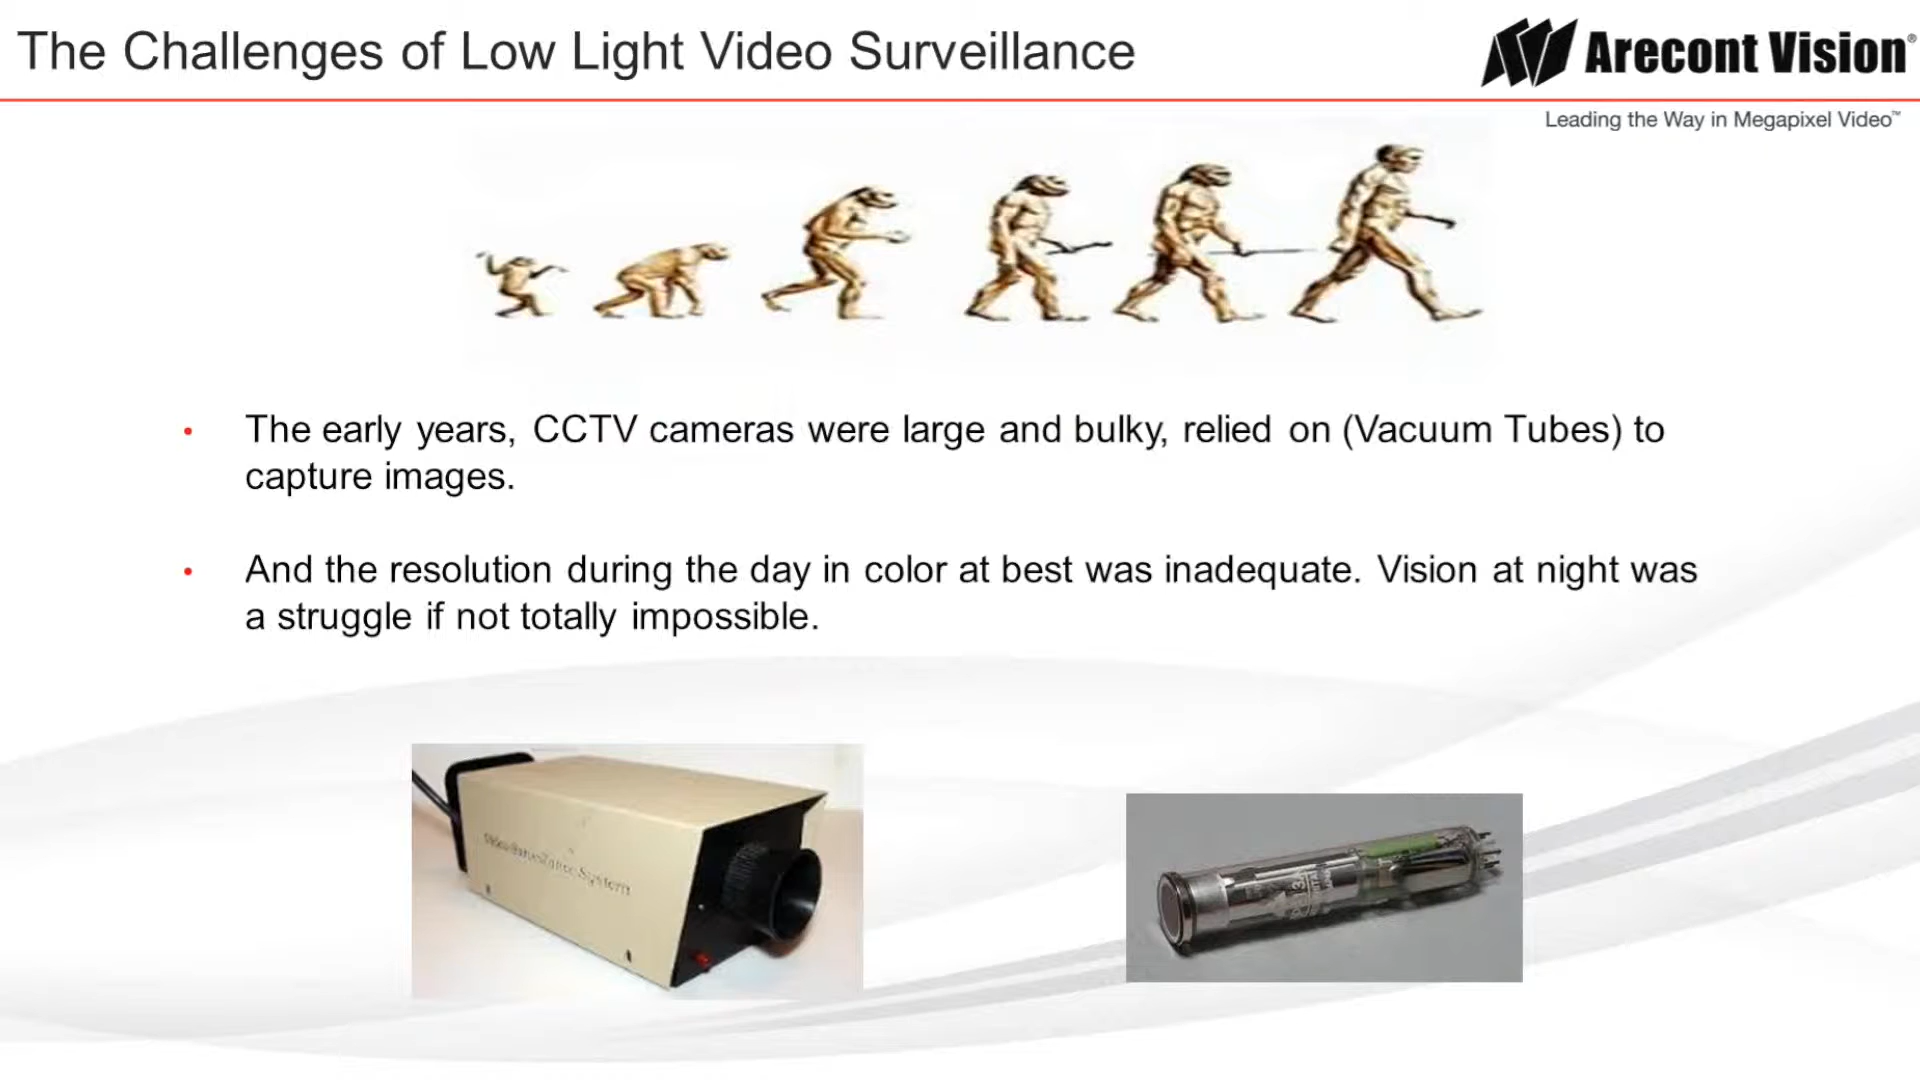 The Challenges of Low Light Video Surveillance
Arecont Vision®
Leading the Way in Megapixel Video™
• The early years, CCTV cameras were large and bulky, relied on (Vacuum Tubes) to
capture images.
• And the resolution during the day in color at best was inadequate. Vision at night was
a struggle if not totally impossible.
System